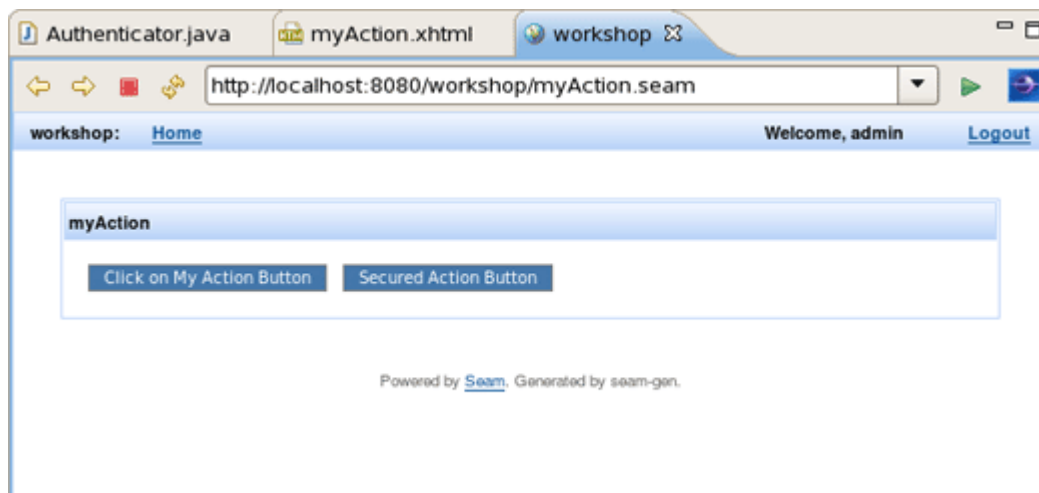 Authenticator.java myAction.xhtml workshop
http://localhost:8080/workshop/myAction.seam
workshop: Home Welcome, admin Logout
myAction
Click on My Action Button Secured Action Button
Powered by Seam. Generated by seam-gen.